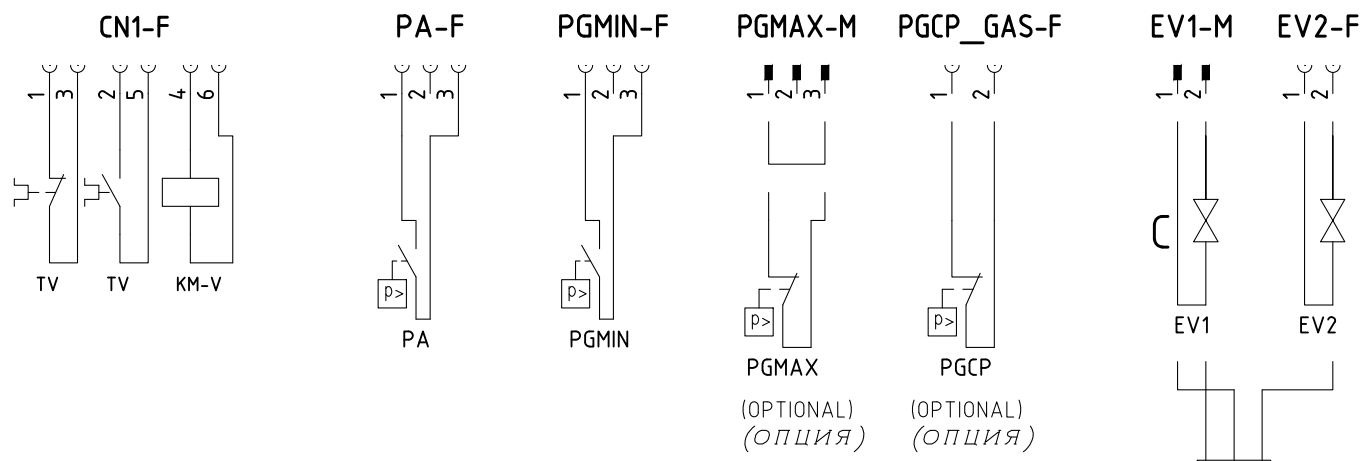 CN1-F PA-F PGMIN-F PGMAX-M PGCP_GAS-F EV1-M EV2-F
1 3 2 5 4 6 1 2 3 1 2 3 1 2 3 1 2 1 2 1 2
C
p> p>
p> p>
TV TV KM-V
EV1 EV2
PA PGMIN
PGMAX PGCP
(OPTIONAL) (OPTIONAL)
(ОПЦИЯ) (ОПЦИЯ)